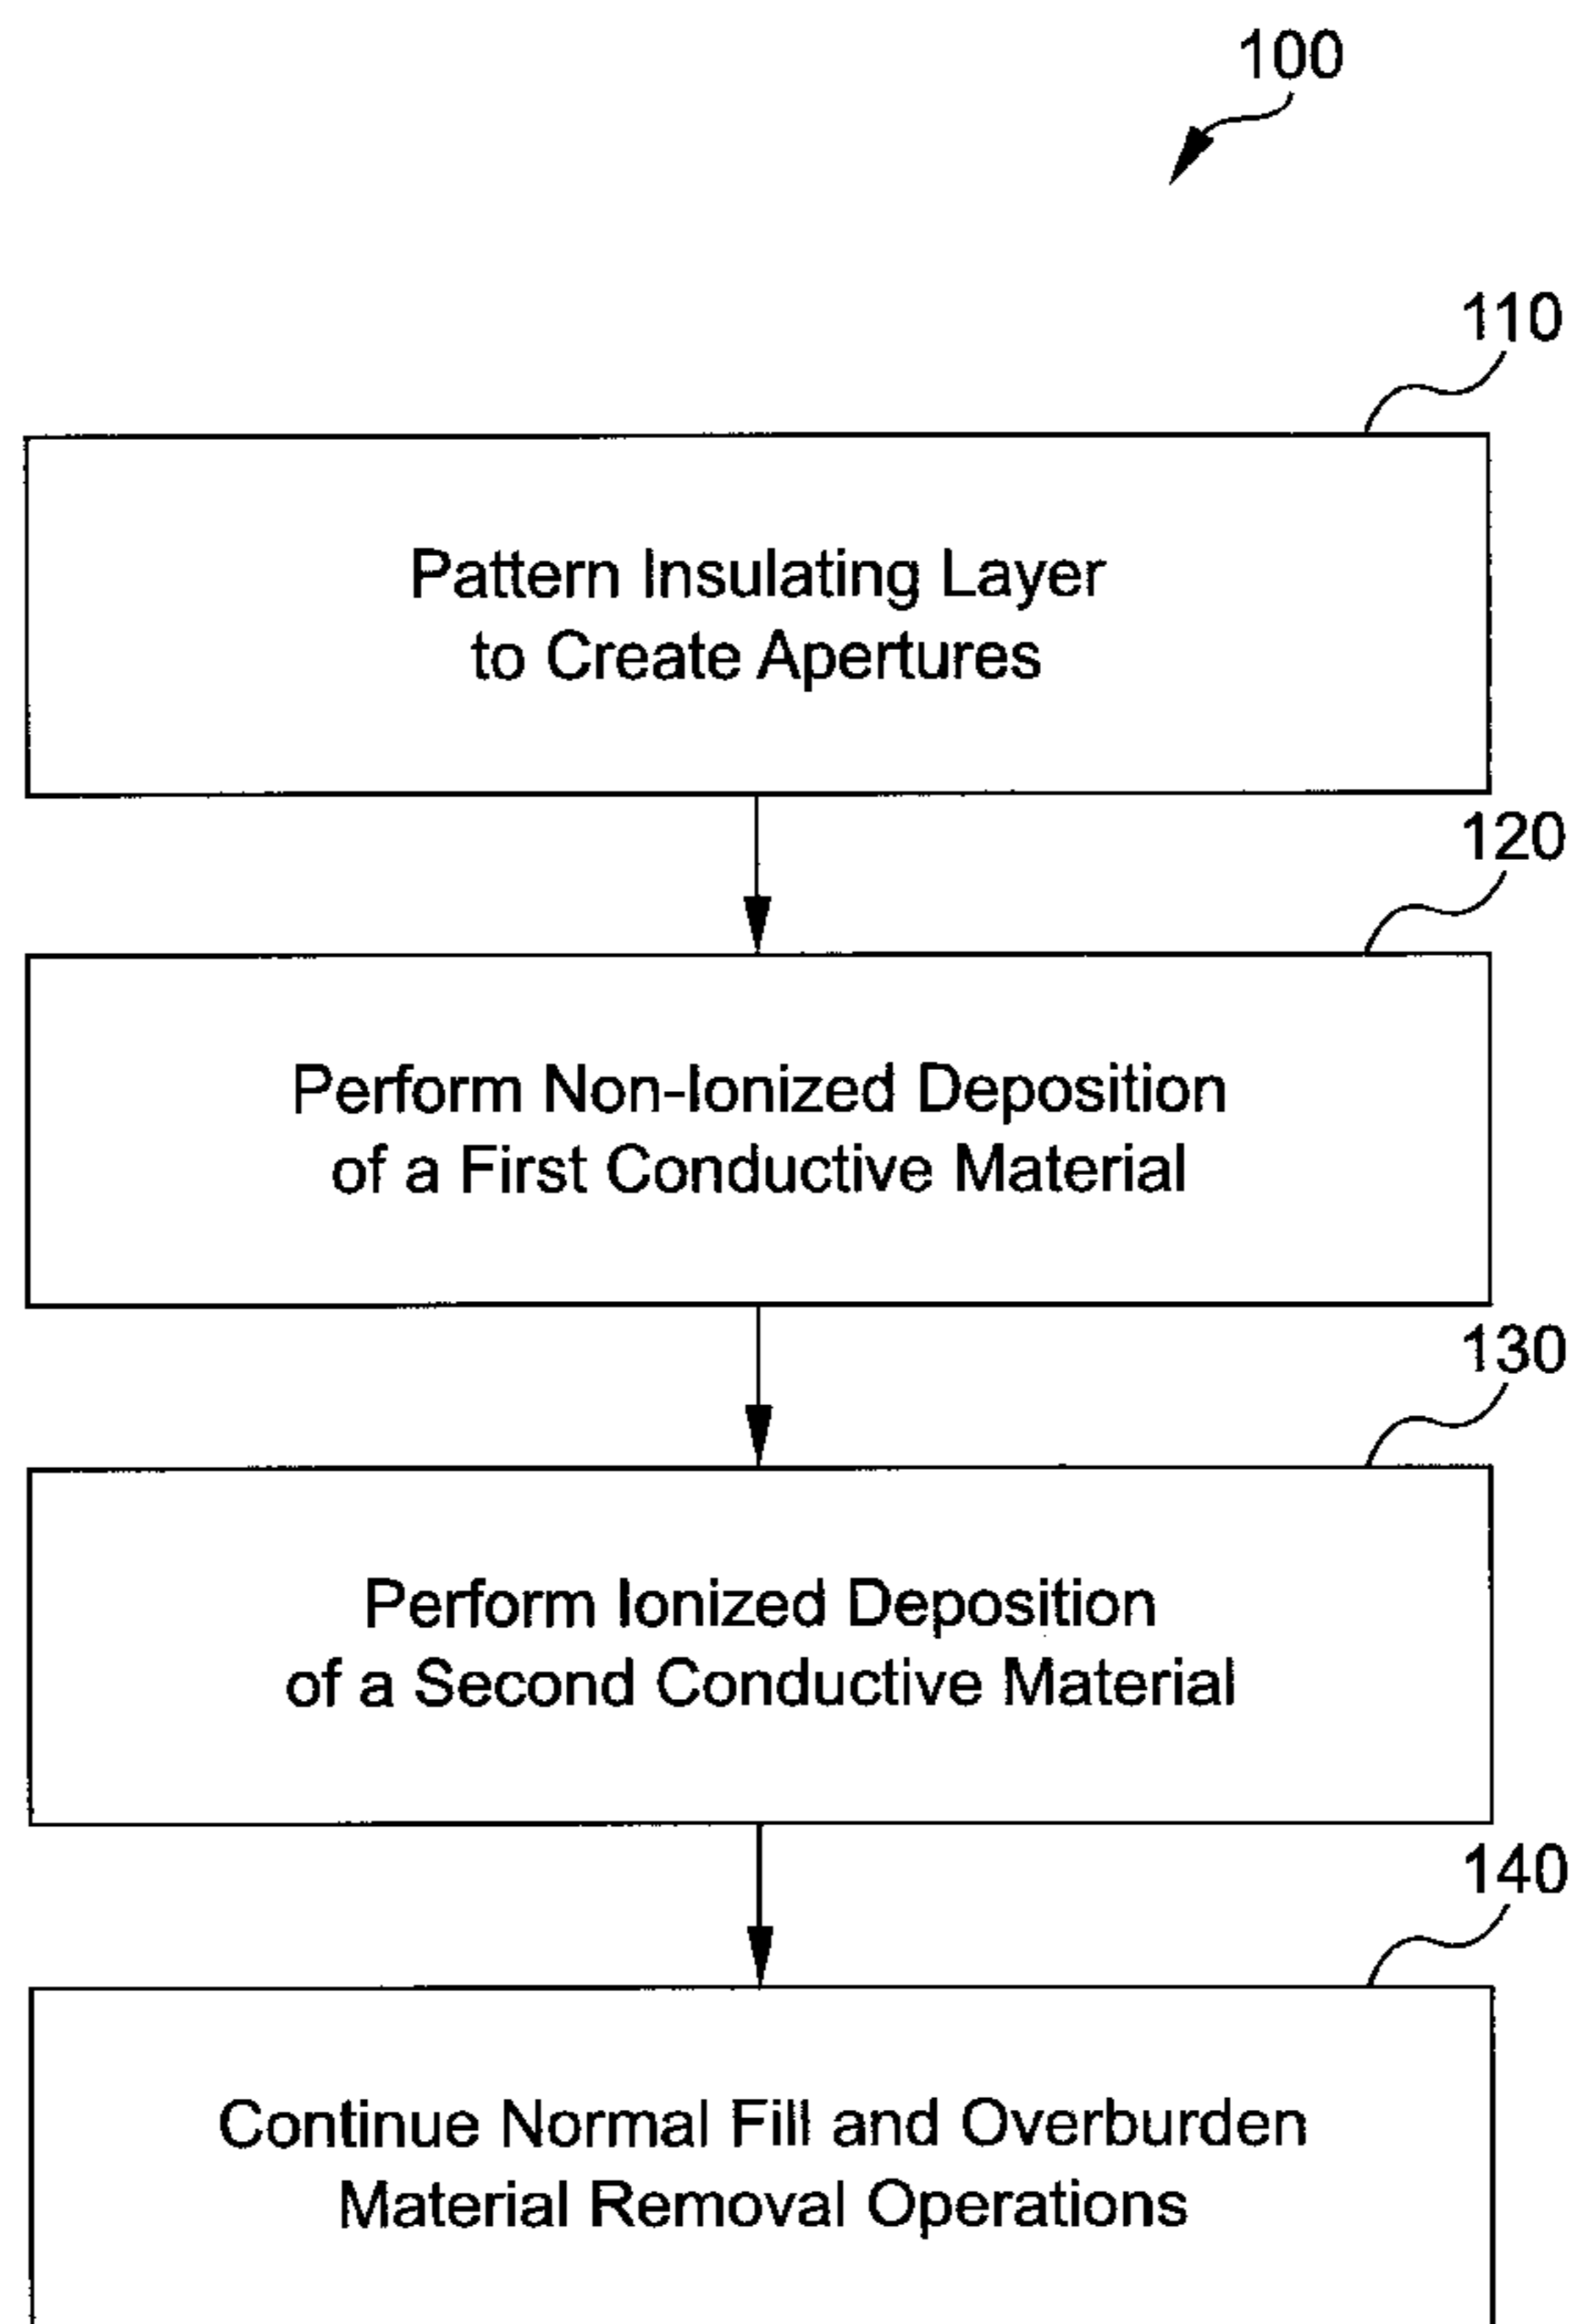 100
110
Pattern Insulating Layer
to Create Apertures
120
Perform Non-Ionized Deposition
of a First Conductive Material
130
Perform Ionized Deposition
of a Second Conductive Material
140
Continue Normal Fill and Overburden
Material Removal Operations